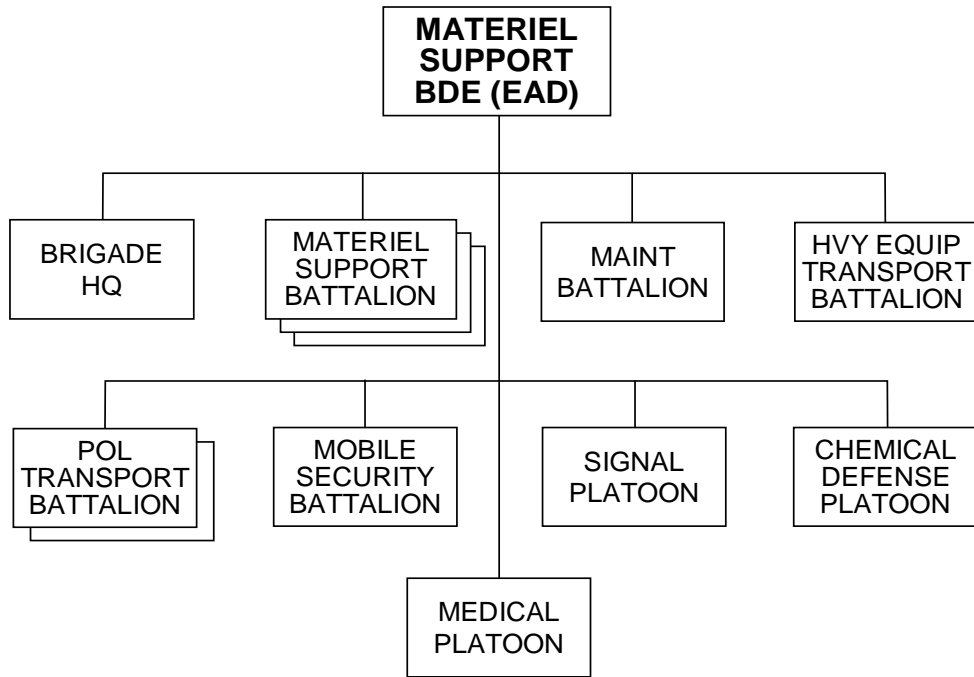 MATERIEL
SUPPORT
BDE (EAD)
BRIGADE
HQ
MATERIEL
SUPPORT
BATTALION
MAINT
BATTALION
HVY EQUIP
TRANSPORT
BATTALION
POL
TRANSPORT
BATTALION
MOBILE
SECURITY
BATTALION
SIGNAL
PLATOON
CHEMICAL
DEFENSE
PLATOON
MEDICAL
PLATOON